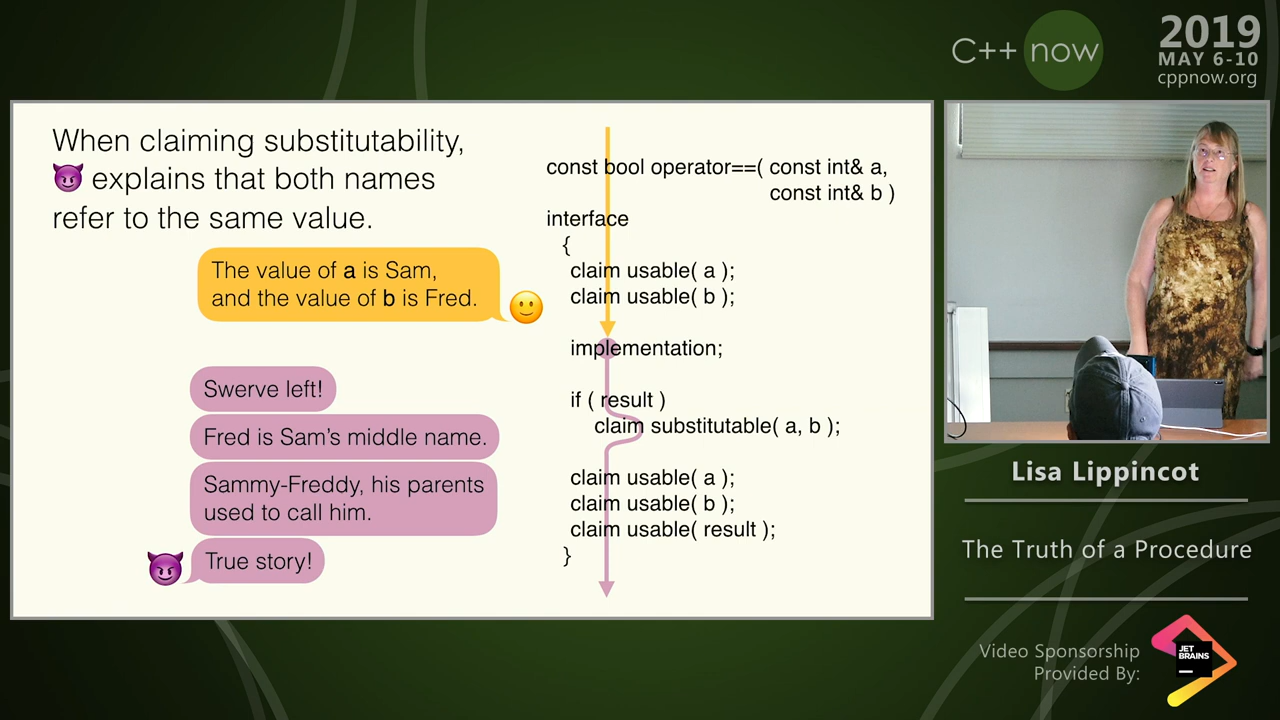 C++ now
2019
MAY 6-10
cppnow.org
When claiming substitutability,
😈 explains that both names
refer to the same value.
The value of a is Sam,
and the value of b is Fred.
Swerve left!
Fred is Sam’s middle name.
Sammy-Freddy, his parents
used to call him.
True story!
const bool operator==( const int& a,
const int& b )
interface
{
claim usable( a );
claim usable( b );
implementation;
if ( result )
claim substitutable( a, b );
claim usable( a );
claim usable( b );
claim usable( result );
}
Lisa Lippincot
The Truth of a Procedure
Video Sponsorship
Provided By:
JET
BRAINS